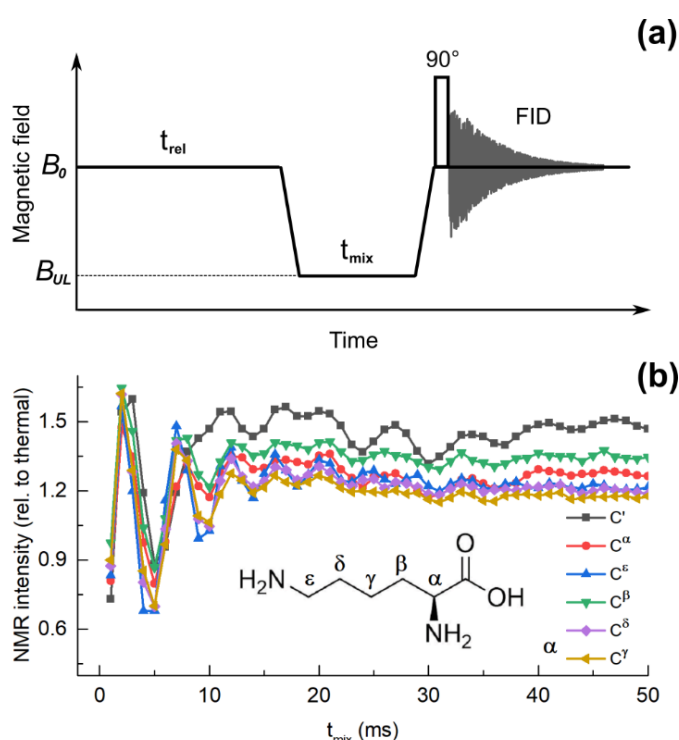 (a)
90°
FID
t_rel
B_0
t_mix
B_UL
Magnetic field
Time
(b)
1.5
1.2
0.9
0.6
NMR intensity (rel. to thermal)
O
H₂N
ε
δ
γ
β
α
OH
NH₂
C'
C^α
C^ε
C^β
C^δ
α
C^γ
0 10 20 30 40 50
t_mix (ms)